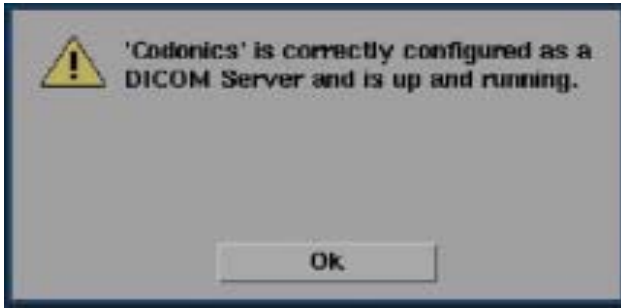 'Codonics' is correctly configured as a
DICOM Server and is up and running.
Ok